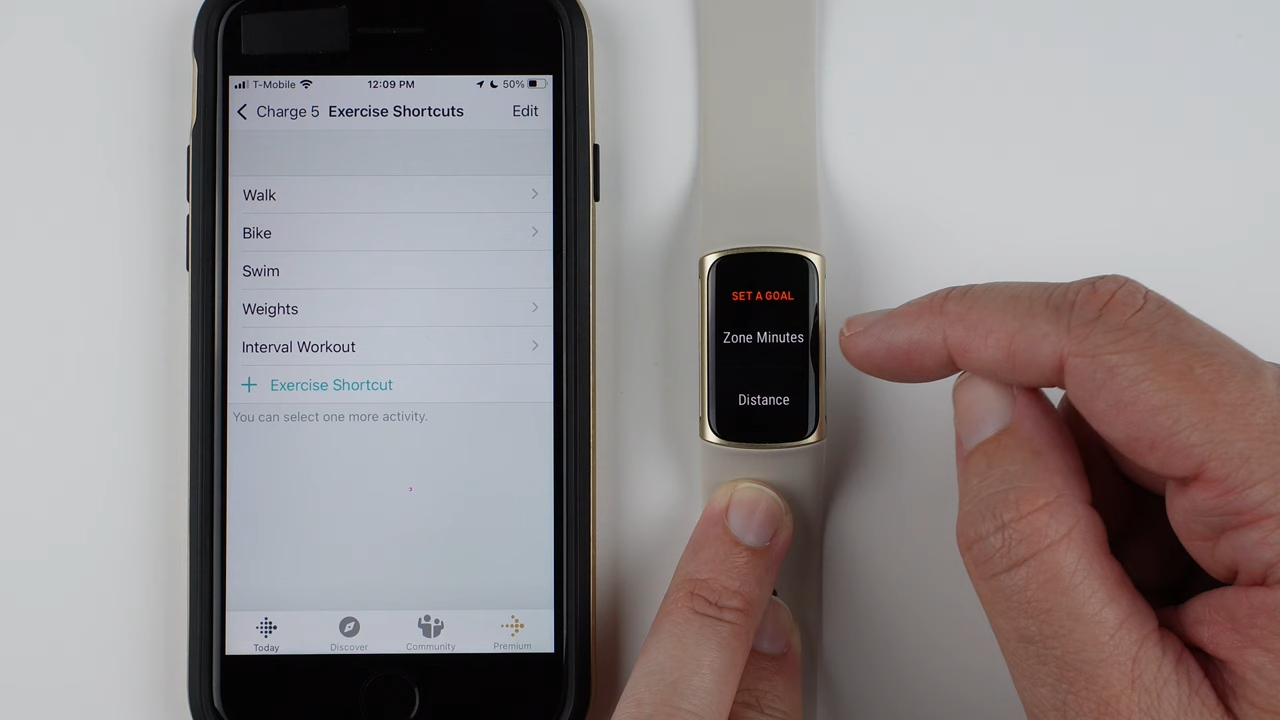 T-Mobile 12:09 PM 50%
Charge 5 Exercise Shortcuts Edit
Walk
Bike
Swim
Weights
Interval Workout
+ Exercise Shortcut
You can select one more activity.
Today Discover Community Premium
SET A GOAL
Zone Minutes
Distance